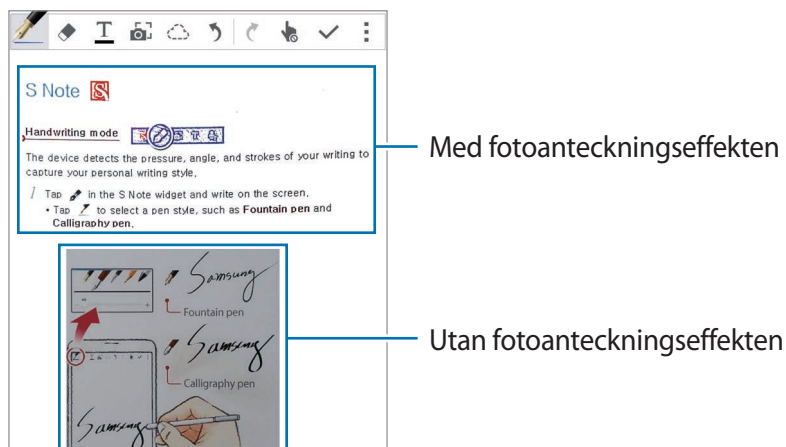 T
S Note S
Handwriting mode
The device detects the pressure, angle, and strokes of your writing to
capture your personal writing style.
1 Tap in the S Note widget and write on the screen.
• Tap to select a pen style, such as Fountain pen and
Calligraphy pen.
Med fotoanteckningseffekten
Samsung
Fountain pen
Utan fotoanteckningseffekten
Samsung
Calligraphy pen
Samsung